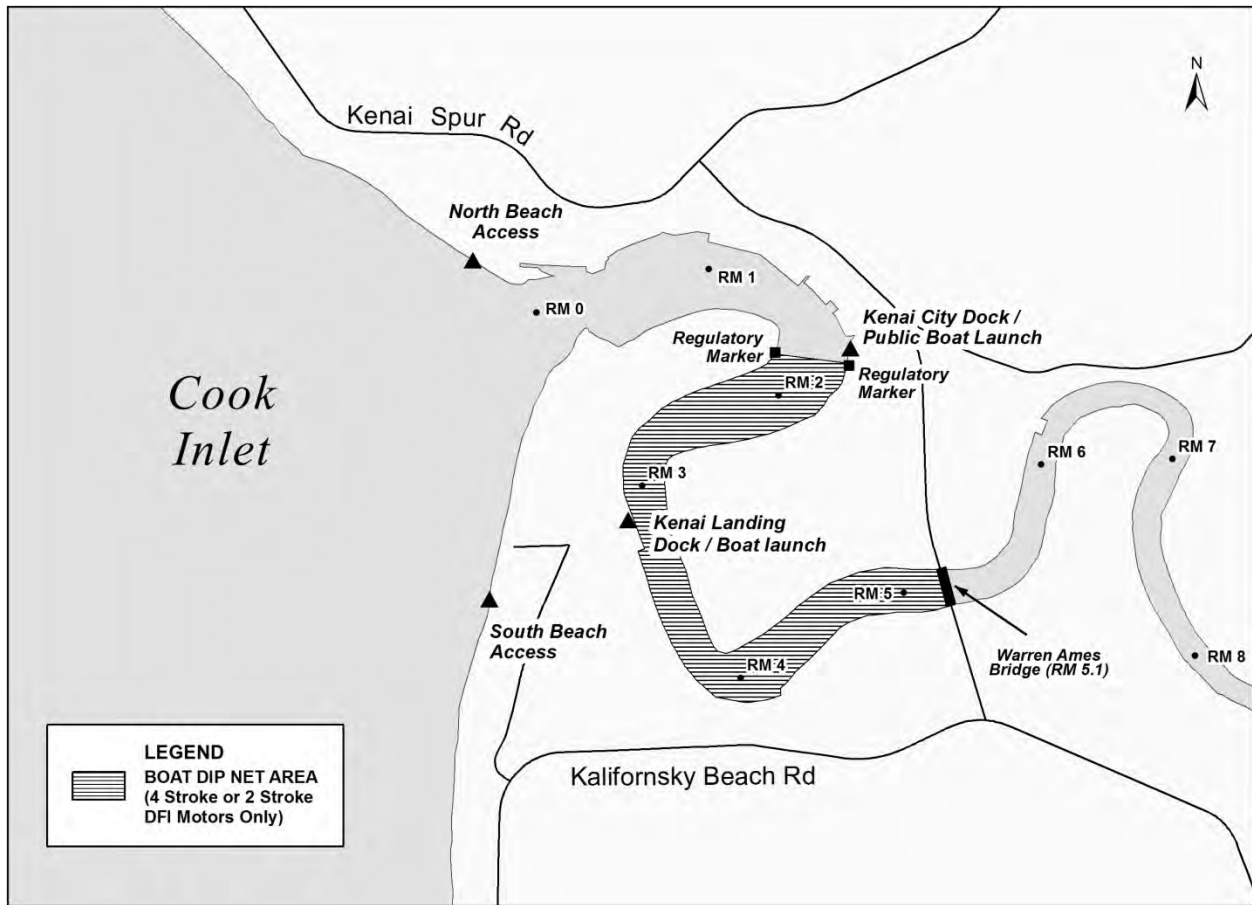 N
Kenai Spur Rd
North Beach
Access
RM 1
RM 0
Kenai City Dock /
Public Boat Launch
Regulatory
Marker
Regulatory
Marker
RM 2
Cook
Inlet
RM 6
RM 7
RM 3
Kenai Landing
Dock / Boat launch
RM 5
South Beach
Access
RM 4
Warren Ames
Bridge (RM 5.1)
RM 8
LEGEND
BOAT DIP NET AREA
(4 Stroke or 2 Stroke
DFI Motors Only)
Kalifornsky Beach Rd